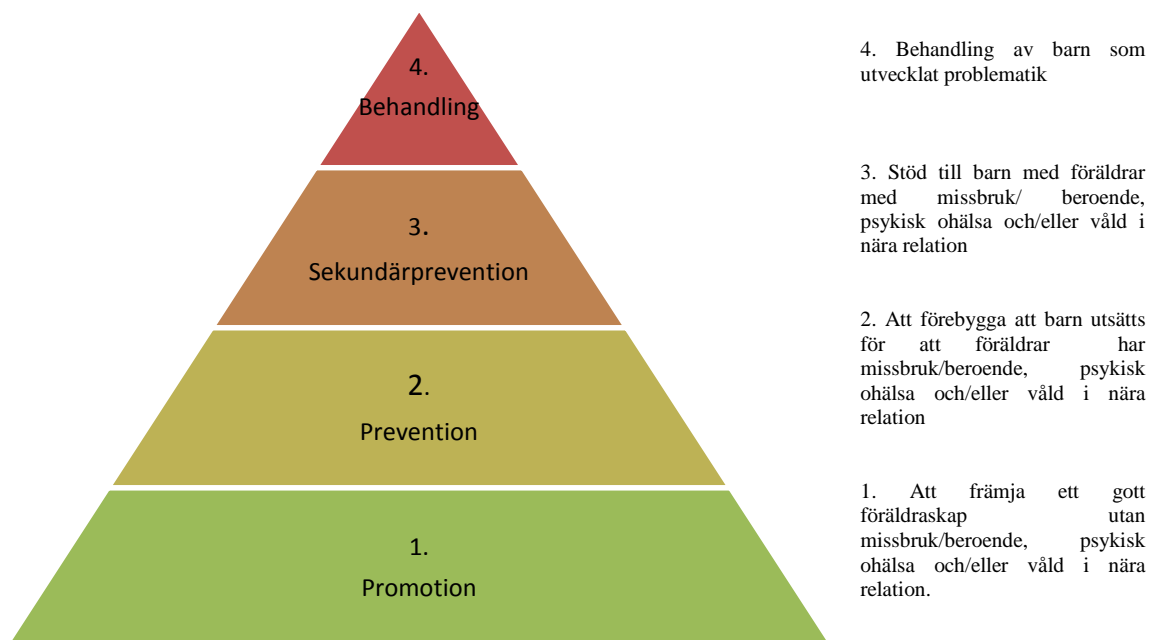 4.
Behandling
3.
Sekundärprevention
2.
Prevention
1.
Promotion
4. Behandling av barn som
utvecklat problematik
3. Stöd till barn med föräldrar
med missbruk/ beroende,
psykisk ohälsa och/eller våld i
nära relation
2. Att förebygga att barn utsätts
för att föräldrar har
missbruk/beroende, psykisk
ohälsa och/eller våld i nära
relation
1. Att främja ett gott
föräldraskap utan
missbruk/beroende, psykisk
ohälsa och/eller våld i nära
relation.